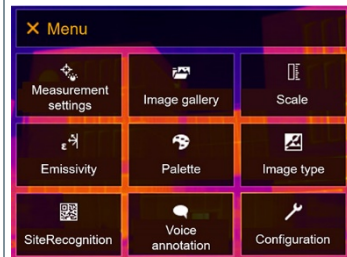 × Menu
Measurement
settings
Image gallery
Scale
ε
Emissivity
Palette
Image type
SiteRecognition
Voice
annotation
Configuration